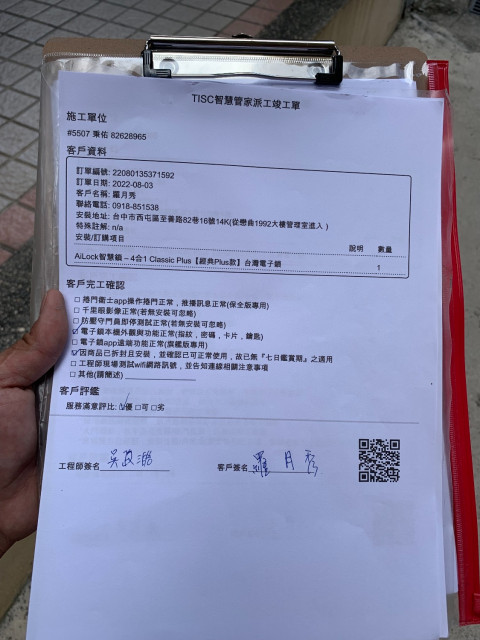 TISC智慧管家派工竣工單
施工單位
#5507 秉佑 82628965
客戶資料
訂單編號: 22080135371592
訂單日期: 2022-08-03
客戶名稱: 羅月秀
聯絡電話: 0918-851538
安裝地址: 台中市西屯區至善路82巷16號14K(從戀曲1992大樓管理室進入)
特殊註解: n/a
安裝/訂購項目 說明 數量
AiLock智慧鎖 – 4合1 Classic Plus【經典Plus款】台灣電子鎖 1
客戶完工確認
□ 捲門衛士app操作捲門正常，推播訊息正常(保全版專用)
□ 千里眼影像正常(若無安裝可忽略)
□ 防壓守門員即停測試正常(若無安裝可忽略)
☑ 電子鎖本機外觀與功能正常(指紋，密碼，卡片，鑰匙)
□ 電子鎖app遠端功能正常(旗艦版專用)
☑ 因商品已拆封且安裝，並確認已可正常使用，故已無『七日鑑賞期』之適用
□ 工程師現場測試wifi網路訊號，並告知連線相關注意事項
□ 其他(請簡述)
客戶評鑑
服務滿意評比: ☑優 □可 □劣
工程師簽名 吳
客戶簽名 羅月秀